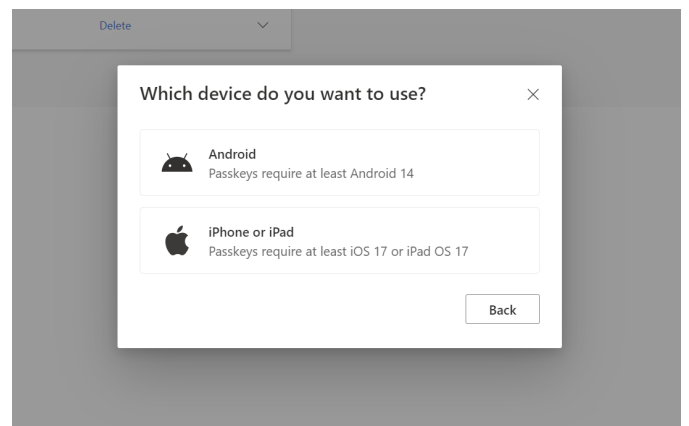 Delete
Which device do you want to use?
Android
Passkeys require at least Android 14
iPhone or iPad
Passkeys require at least iOS 17 or iPad OS 17
Back